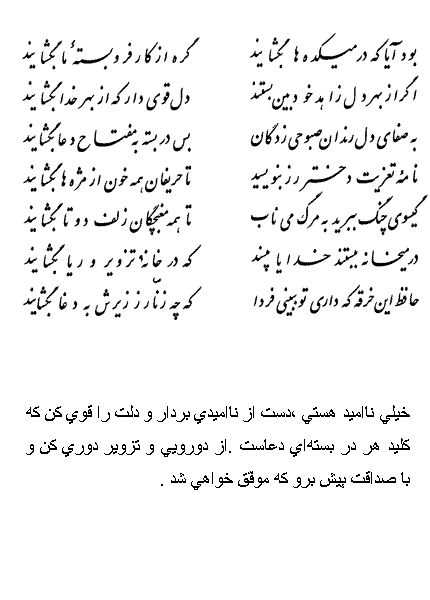 بود آیا که در میکده ها بگشایند گره از کار فرو بستهٔ ما بگشایند
اگر از بهر دل زاهد خود بین بستند دل قوی دار که از بهر خدا بگشایند
به صفای دل رندان صبوحی زدگان بس در بسته به مفتاح دعا بگشایند
نامهٔ تعزیت دختر رز بنویسید تا حریفان همه خون از مژه ها بگشایند
گیسوی چنگ ببرید به مرگ می ناب تا همه مغبچگان زلف دو تا بگشایند
در میخانه ببستند خدایا مپسند که در خانهٔ تزویر و ریا بگشایند
حافظ این خرقه که داری تو ببینی فردا که چه زنار ز زیرش به دغا بگشایند
خيلي نااميد هستي ،دست از نااميدي بردار و دلت را قوي كن كه
كليد هر در بسته‌اي دعاست .از دورويي و تزوير دوري كن و
با صداقت پيش برو كه موفق خواهي شد .